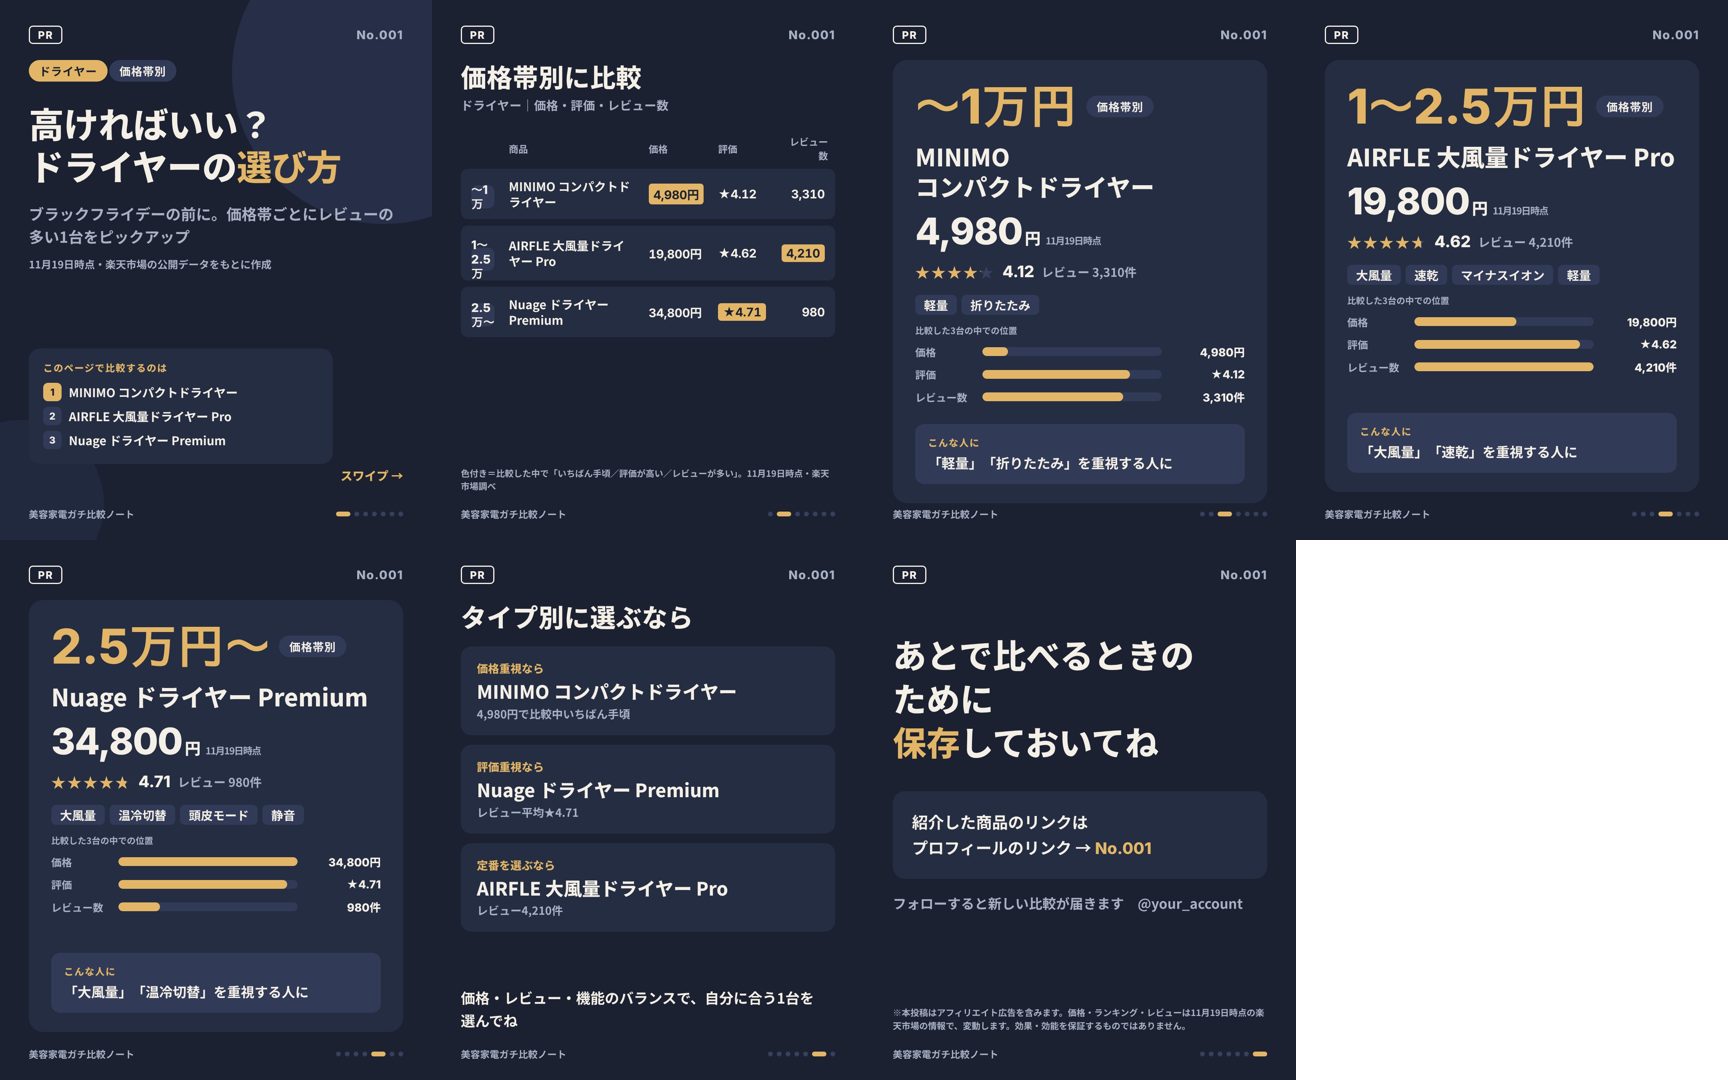 PR
No.001
ドライヤー
価格帯別
高ければいい？
ドライヤーの選び方
ブラックフライデーの前に。価格帯ごとにレビューの
多い1台をピックアップ
11月19日時点・楽天市場の公開データをもとに作成
このページで比較するのは
1 MINIMO コンパクトドライヤー
2 AIRFLE 大風量ドライヤー Pro
3 Nuage ドライヤー Premium
スワイプ →
美容家電ガチ比較ノート
PR
No.001
価格帯別に比較
ドライヤー｜価格・評価・レビュー数
商品 価格 評価 レビュー
数
〜1
万
MINIMO コンパクトド
ライヤー
4,980円 ★4.12 3,310
1〜
2.5
万
AIRFLE 大風量ドライ
ヤー Pro
19,800円 ★4.62 4,210
2.5
万〜
Nuage ドライヤー
Premium
34,800円 ★4.71 980
色付き＝比較した中で「いちばん手頃／評価が高い／レビューが多い」。11月19日時点・楽天
市場調べ
美容家電ガチ比較ノート
PR
No.001
〜1万円 価格帯別
MINIMO
コンパクトドライヤー
4,980円 11月19日時点
★★★★★ 4.12 レビュー 3,310件
軽量 折りたたみ
比較した3台の中での位置
価格 4,980円
評価 ★4.12
レビュー数 3,310件
こんな人に
「軽量」「折りたたみ」を重視する人に
美容家電ガチ比較ノート
PR
No.001
1〜2.5万円 価格帯別
AIRFLE 大風量ドライヤー Pro
19,800円 11月19日時点
★★★★★ 4.62 レビュー 4,210件
大風量 速乾 マイナスイオン 軽量
比較した3台の中での位置
価格 19,800円
評価 ★4.62
レビュー数 4,210件
こんな人に
「大風量」「速乾」を重視する人に
美容家電ガチ比較ノート
PR
No.001
2.5万円〜 価格帯別
Nuage ドライヤー Premium
34,800円 11月19日時点
★★★★★ 4.71 レビュー 980件
大風量 温冷切替 頭皮モード 静音
比較した3台の中での位置
価格 34,800円
評価 ★4.71
レビュー数 980件
こんな人に
「大風量」「温冷切替」を重視する人に
美容家電ガチ比較ノート
PR
No.001
タイプ別に選ぶなら
価格重視なら
MINIMO コンパクトドライヤー
4,980円で比較中いちばん手頃
評価重視なら
Nuage ドライヤー Premium
レビュー平均★4.71
定番を選ぶなら
AIRFLE 大風量ドライヤー Pro
レビュー4,210件
価格・レビュー・機能のバランスで、自分に合う1台を
選んでね
美容家電ガチ比較ノート
PR
No.001
あとで比べるときの
ために
保存しておいてね
紹介した商品のリンクは
プロフィールのリンク → No.001
フォローすると新しい比較が届きます @your_account
※本投稿はアフィリエイト広告を含みます。価格・ランキング・レビューは11月19日時点の楽
天市場の情報で、変動します。効果・効能を保証するものではありません。
美容家電ガチ比較ノート